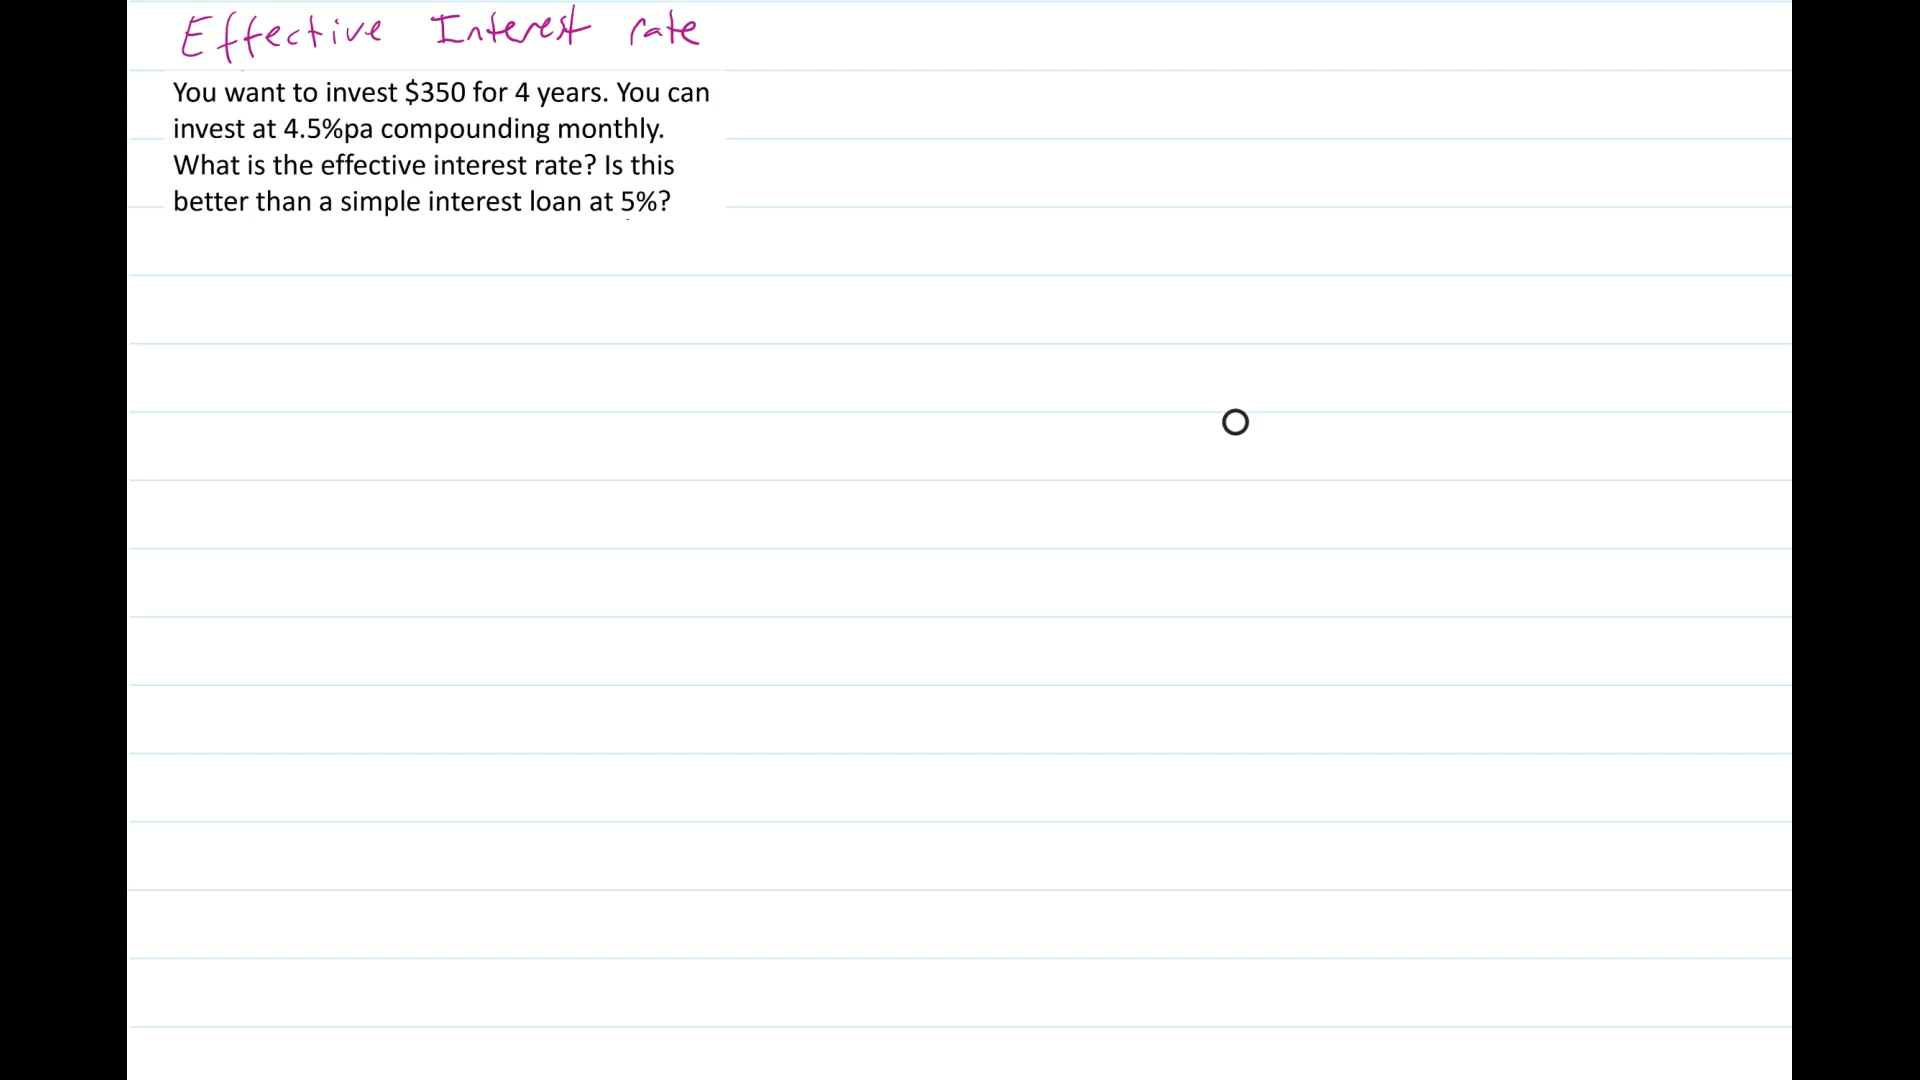 Effective Interest rate
You want to invest $350 for 4 years. You can
invest at 4.5%pa compounding monthly.
What is the effective interest rate? Is this
better than a simple interest loan at 5%?